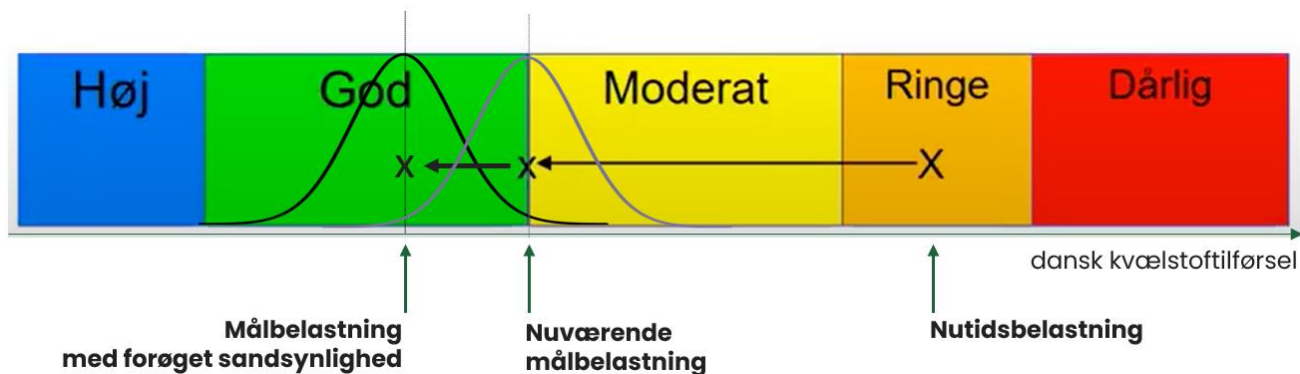 Høj
God
Moderat
Ringe
Dårlig
x
x
X
dansk kvælstoftilførsel
Målbelastning
med forøget sandsynlighed
Nuværende
målbelastning
Nutidsbelastning